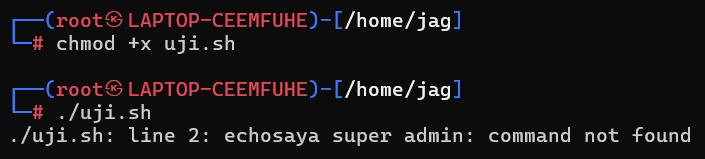 ┌──(root㉿LAPTOP-CEEMFUHE)-[/home/jag]
└─# chmod +x uji.sh
┌──(root㉿LAPTOP-CEEMFUHE)-[/home/jag]
└─# ./uji.sh
./uji.sh: line 2: echosaya super admin: command not found